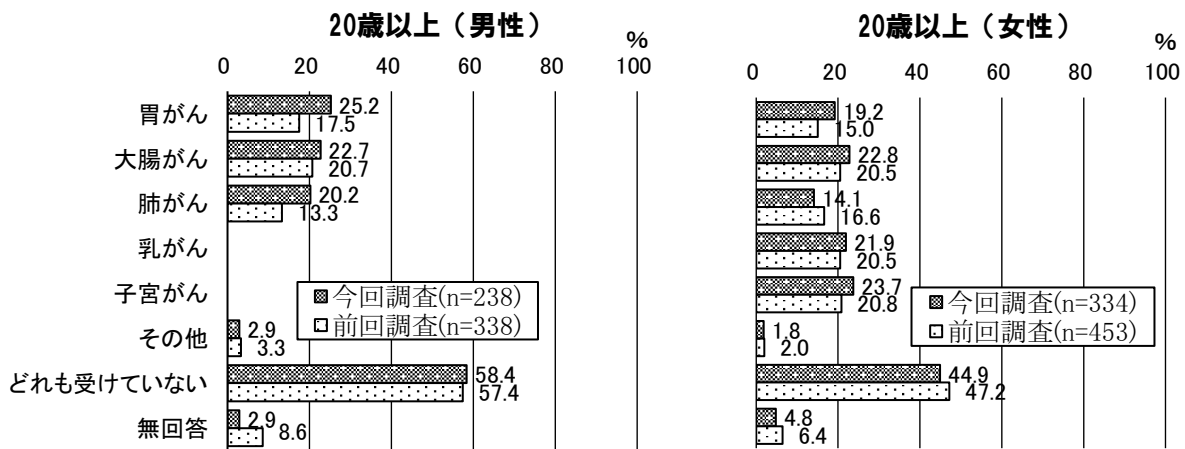 20歳以上（男性）
%
0 20 40 60 80 100
胃がん 25.2
17.5
大腸がん 22.7
20.7
肺がん 20.2
13.3
乳がん
子宮がん
その他 2.9
3.3
どれも受けていない 58.4
57.4
無回答 2.9
8.6
今回調査(n=238)
前回調査(n=338)
20歳以上（女性）
%
0 20 40 60 80 100
19.2
15.0
22.8
20.5
14.1
16.6
21.9
20.5
23.7
20.8
1.8
2.0
44.9
47.2
4.8
6.4
今回調査(n=334)
前回調査(n=453)